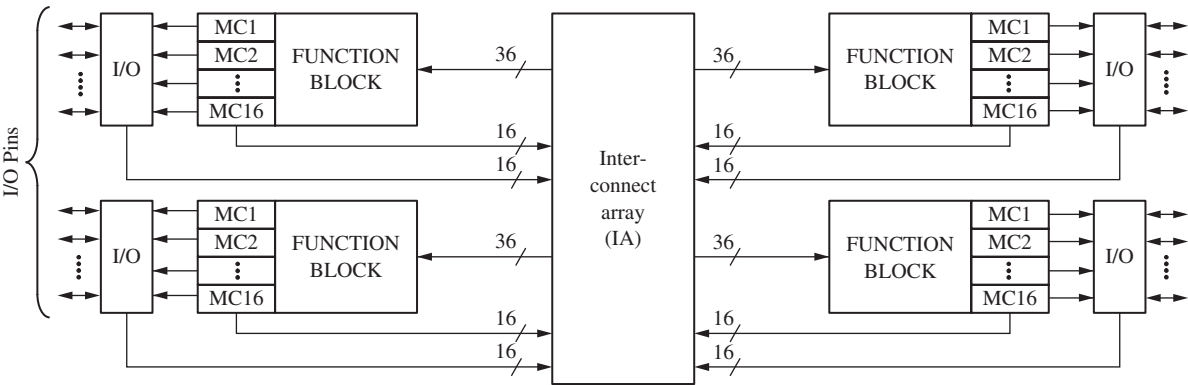 I/O Pins
I/O
MC1
MC2
MC16
FUNCTION
BLOCK
36
16
16
I/O
MC1
MC2
MC16
FUNCTION
BLOCK
36
16
16
Inter-
connect
array
(IA)
36
FUNCTION
BLOCK
MC1
MC2
MC16
I/O
16
16
36
FUNCTION
BLOCK
MC1
MC2
MC16
I/O
16
16